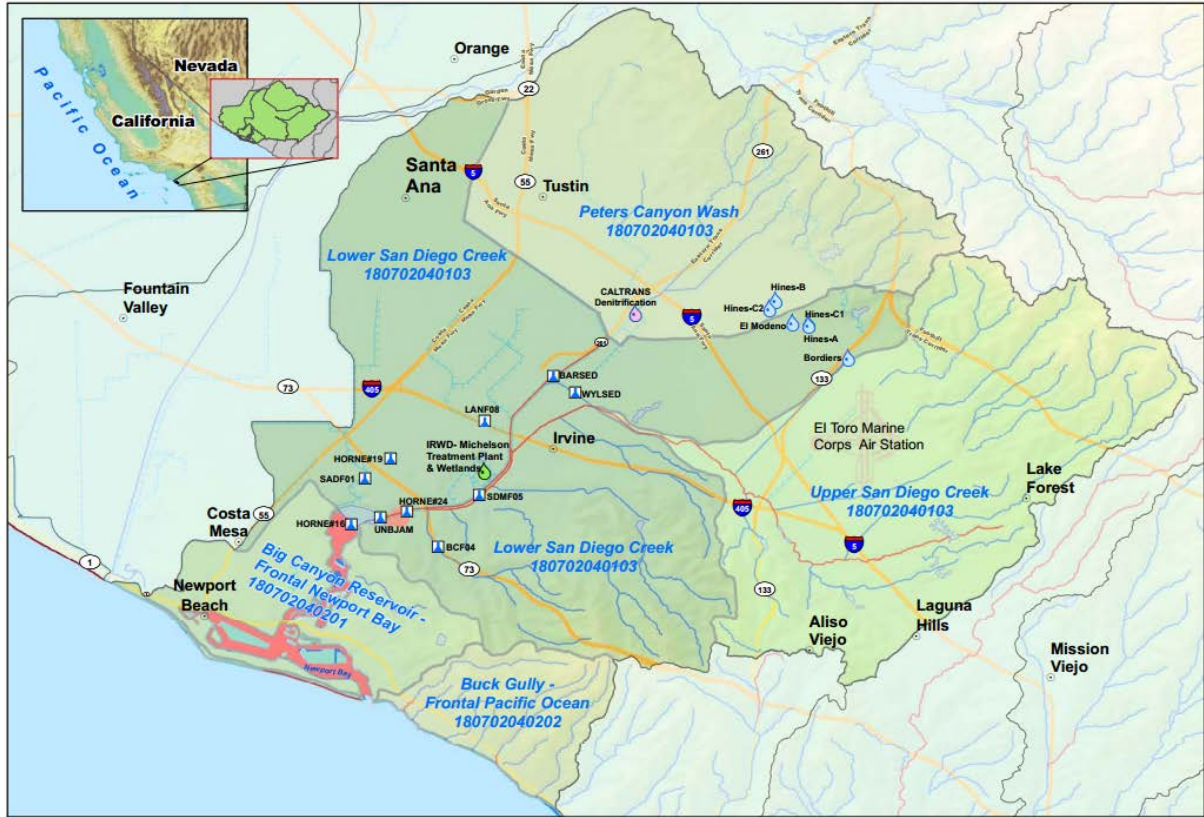 Nevada
California
Pacific Ocean
Orange
22
Santa
Ana
5
55
Tustin
261
Peters Canyon Wash
180702040103
Lower San Diego Creek
180702040103
Fountain
Valley
CALTRANS
Denitrification
Hines-B
Hines-C2
Hines-C1
El Modeno
Hines-A
Bordiers
5
261
133
73
405
BARSED
WYLSED
LANF08
Irvine
El Toro Marine
Corps Air Station
IRWD- Michelson
Treatment Plant
& Wetlands
HORNE#19
SADF01
SDMF05
HORNE#24
HORNE#16
UNBJAM
BCF04
Lake
Forest
Upper San Diego Creek
180702040103
405
5
Costa
Mesa
55
Lower San Diego Creek
180702040103
73
133
1
Big Canyon Reservoir -
Frontal Newport Bay
180702040201
Newport
Beach
Newport Bay
Aliso
Viejo
Laguna
Hills
Mission
Viejo
Buck Gully -
Frontal Pacific Ocean
180702040202